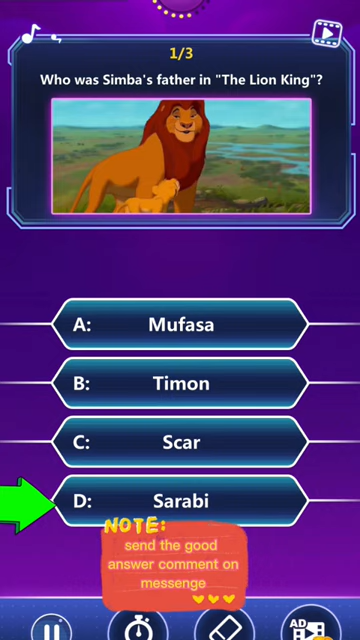 AD
1/3
Who was Simba's father in "The Lion King"?
A: Mufasa
B: Timon
C: Scar
D: Sarabi
NOTE:
send the good
answer comment on
messenge
AD